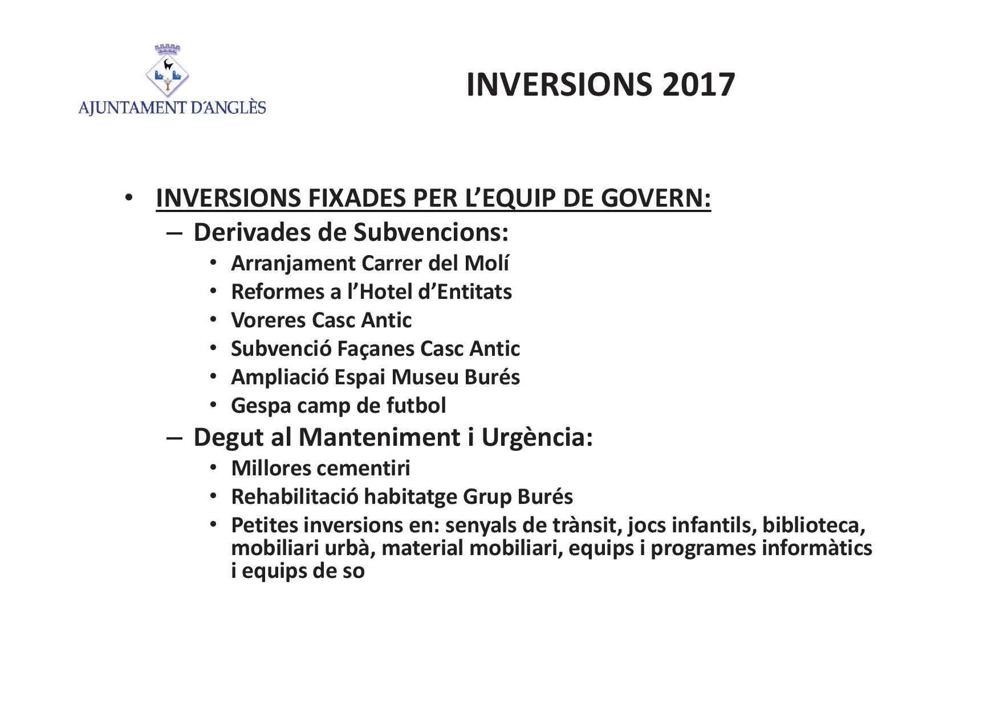 AJUNTAMENT D´ANGLÈS
INVERSIONS 2017
• INVERSIONS FIXADES PER L’EQUIP DE GOVERN:
– Derivades de Subvencions:
• Arranjament Carrer del Molí
• Reformes a l’Hotel d’Entitats
• Voreres Casc Antic
• Subvenció Façanes Casc Antic
• Ampliació Espai Museu Burés
• Gespa camp de futbol
– Degut al Manteniment i Urgència:
• Millores cementiri
• Rehabilitació habitatge Grup Burés
• Petites inversions en: senyals de trànsit, jocs infantils, biblioteca,
mobiliari urbà, material mobiliari, equips i programes informàtics
i equips de so